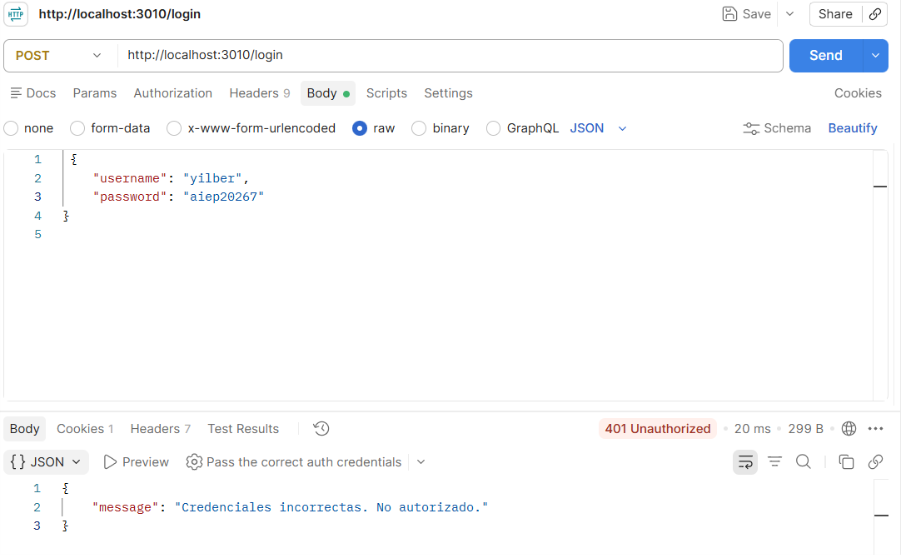 HTTP http://localhost:3010/login Save Share
POST http://localhost:3010/login Send
Docs Params Authorization Headers 9 Body Scripts Settings Cookies
none form-data x-www-form-urlencoded raw binary GraphQL JSON Schema Beautify
1 {
2 "username": "yilber",
3 "password": "aiep20267"
4 }
5
Body Cookies 1 Headers 7 Test Results 401 Unauthorized • 20 ms • 299 B
{} JSON Preview Pass the correct auth credentials
1 {
2 "message": "Credenciales incorrectas. No autorizado."
3 }